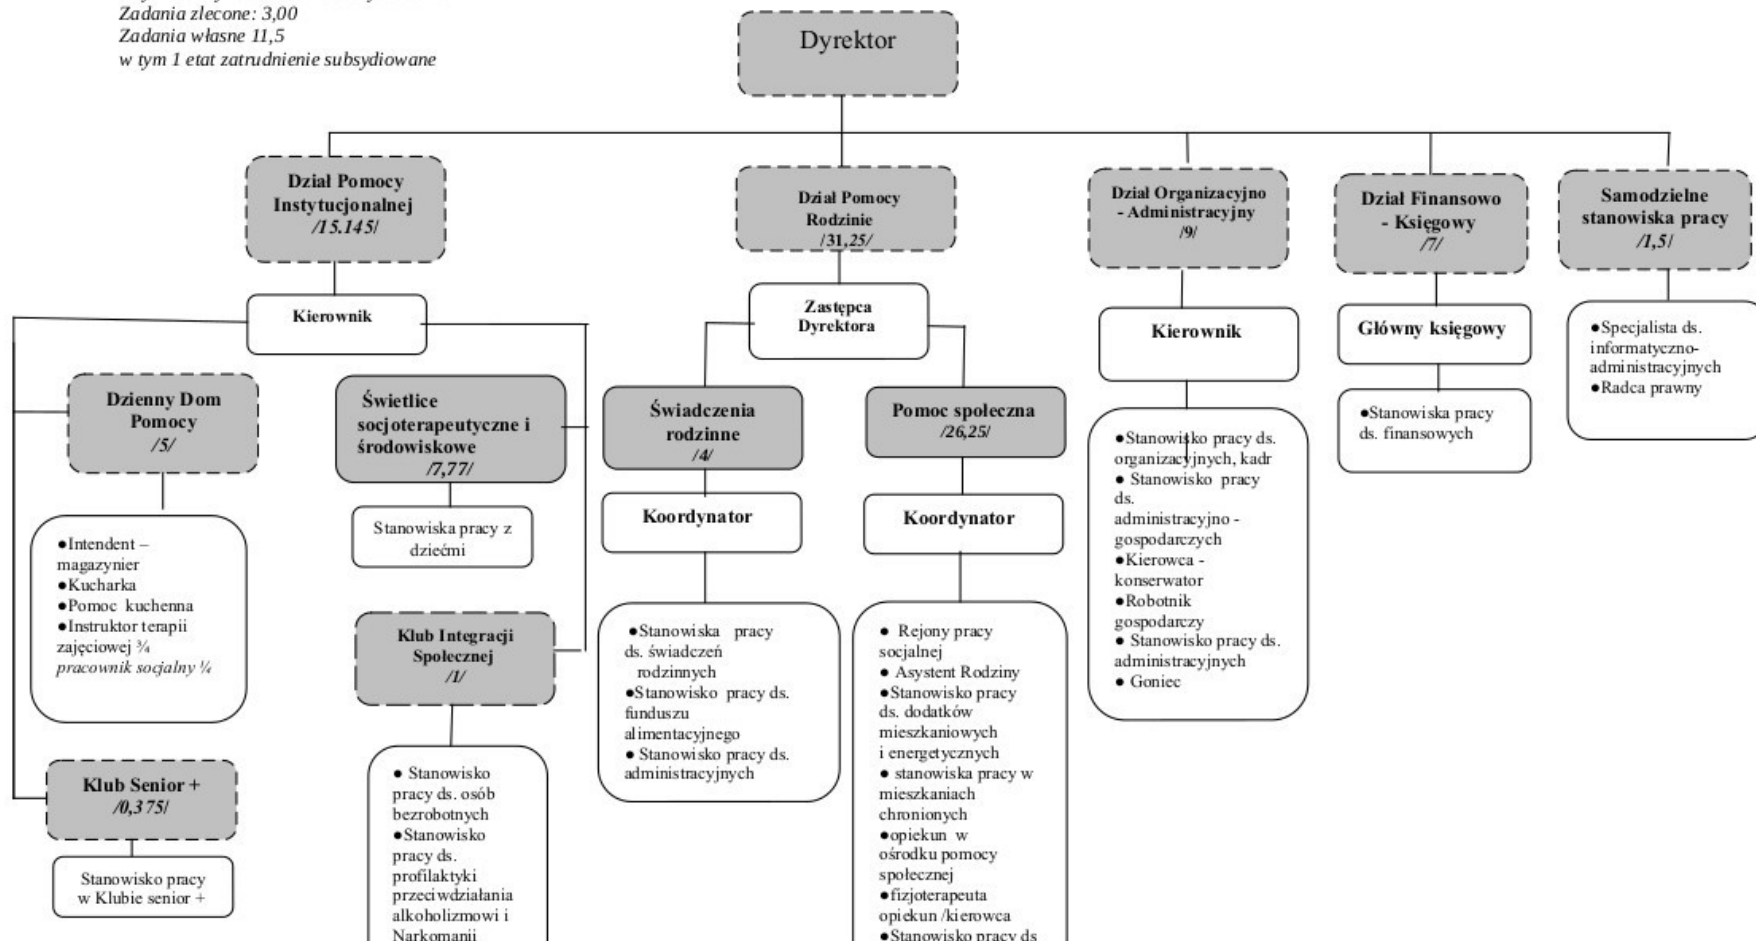 Zadania zlecone: 3,00
Zadania własne 11,5
w tym 1 etat zatrudnienie subsydiowane
Dyrektor
Dział Pomocy
Instytucjonalnej
/15.145/
Dział Pomocy
Rodzinie
/31,25/
Dział Organizacyjno
- Administracyjny
/9/
Dział Finansowo
- Księgowy
/7/
Samodzielne
stanowiska pracy
/1,5/
Kierownik
Zastępca
Dyrektora
Kierownik
Główny księgowy
●Specjalista ds.
informatyczno-
administracyjnych
●Radca prawny
Dzienny Dom
Pomocy
/5/
Świetlice
socjoterapeutyczne i
środowiskowe
/7,77/
Świadczenia
rodzinne
/4/
Pomoc społeczna
/26,25/
●Stanowisko pracy ds.
organizacyjnych, kadr
● Stanowisko pracy
ds.
administracyjno -
gospodarczych
●Kierowca -
konserwator
●Robotnik
gospodarczy
● Stanowisko pracy ds.
administracyjnych
● Goniec
●Stanowiska pracy
ds. finansowych
●Intendent –
magazynier
●Kucharka
●Pomoc kuchenna
●Instruktor terapii
zajęciowej ¾
pracownik socjalny ¼
Stanowiska pracy z
dziećmi
Koordynator
Koordynator
Klub Integracji
Społecznej
/1/
●Stanowiska pracy
ds. świadczeń
rodzinnych
●Stanowisko pracy ds.
funduszu
alimentacyjnego
● Stanowisko pracy ds.
administracyjnych
● Rejony pracy
socjalnej
● Asystent Rodziny
●Stanowisko pracy
ds. dodatków
mieszkaniowych
i energetycznych
● stanowiska pracy w
mieszkaniach
chronionych
●opiekun w
ośrodku pomocy
społecznej
●fizjoterapeuta
opiekun /kierowca
●Stanowisko pracy ds
Klub Senior +
/0,375/
Stanowisko pracy
w Klubie senior +
● Stanowisko
pracy ds. osób
bezrobotnych
●Stanowisko
pracy ds.
profilaktyki
przeciwdziałania
alkoholizmowi i
Narkomanii